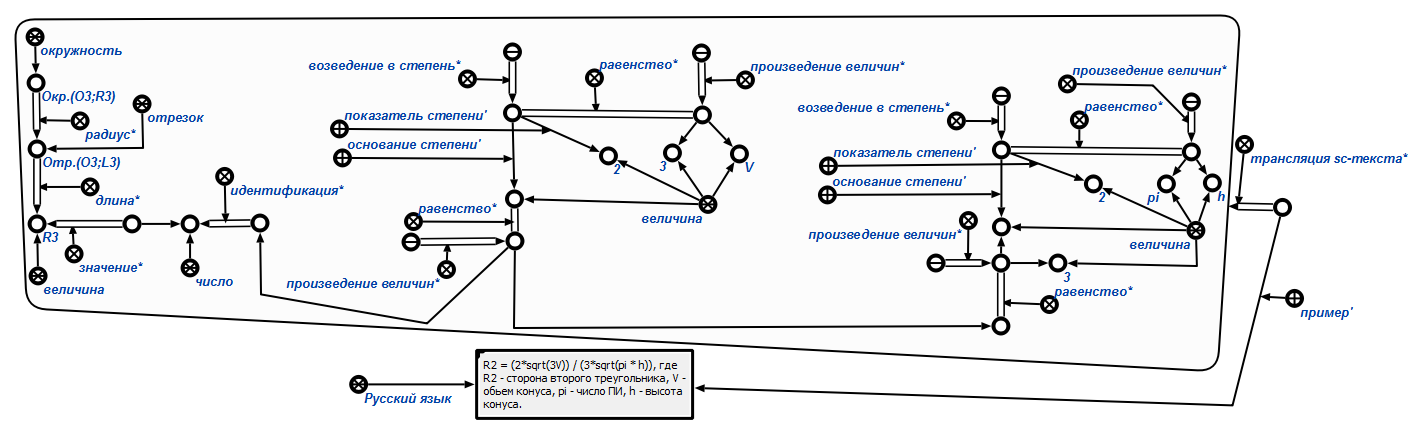 окружность
Окр.(О3;R3)
радиус*
отрезок
Отр.(О3;L3)
длина*
идентификация*
R3
значение*
величина
число
возведение в степень*
равенство*
произведение величин*
показатель степени'
основание степени'
2
3
V
равенство*
величина
произведение величин*
произведение величин*
возведение в степень*
равенство*
показатель степени'
основание степени'
2
pi
h
произведение величин*
величина
3
равенство*
трансляция sc-текста*
пример'
Русский язык
R2 = (2*sqrt(3V)) / (3*sqrt(pi * h)), где
R2 - сторона второго треугольника, V -
обьем конуса, pi - число ПИ, h - высота
конуса.